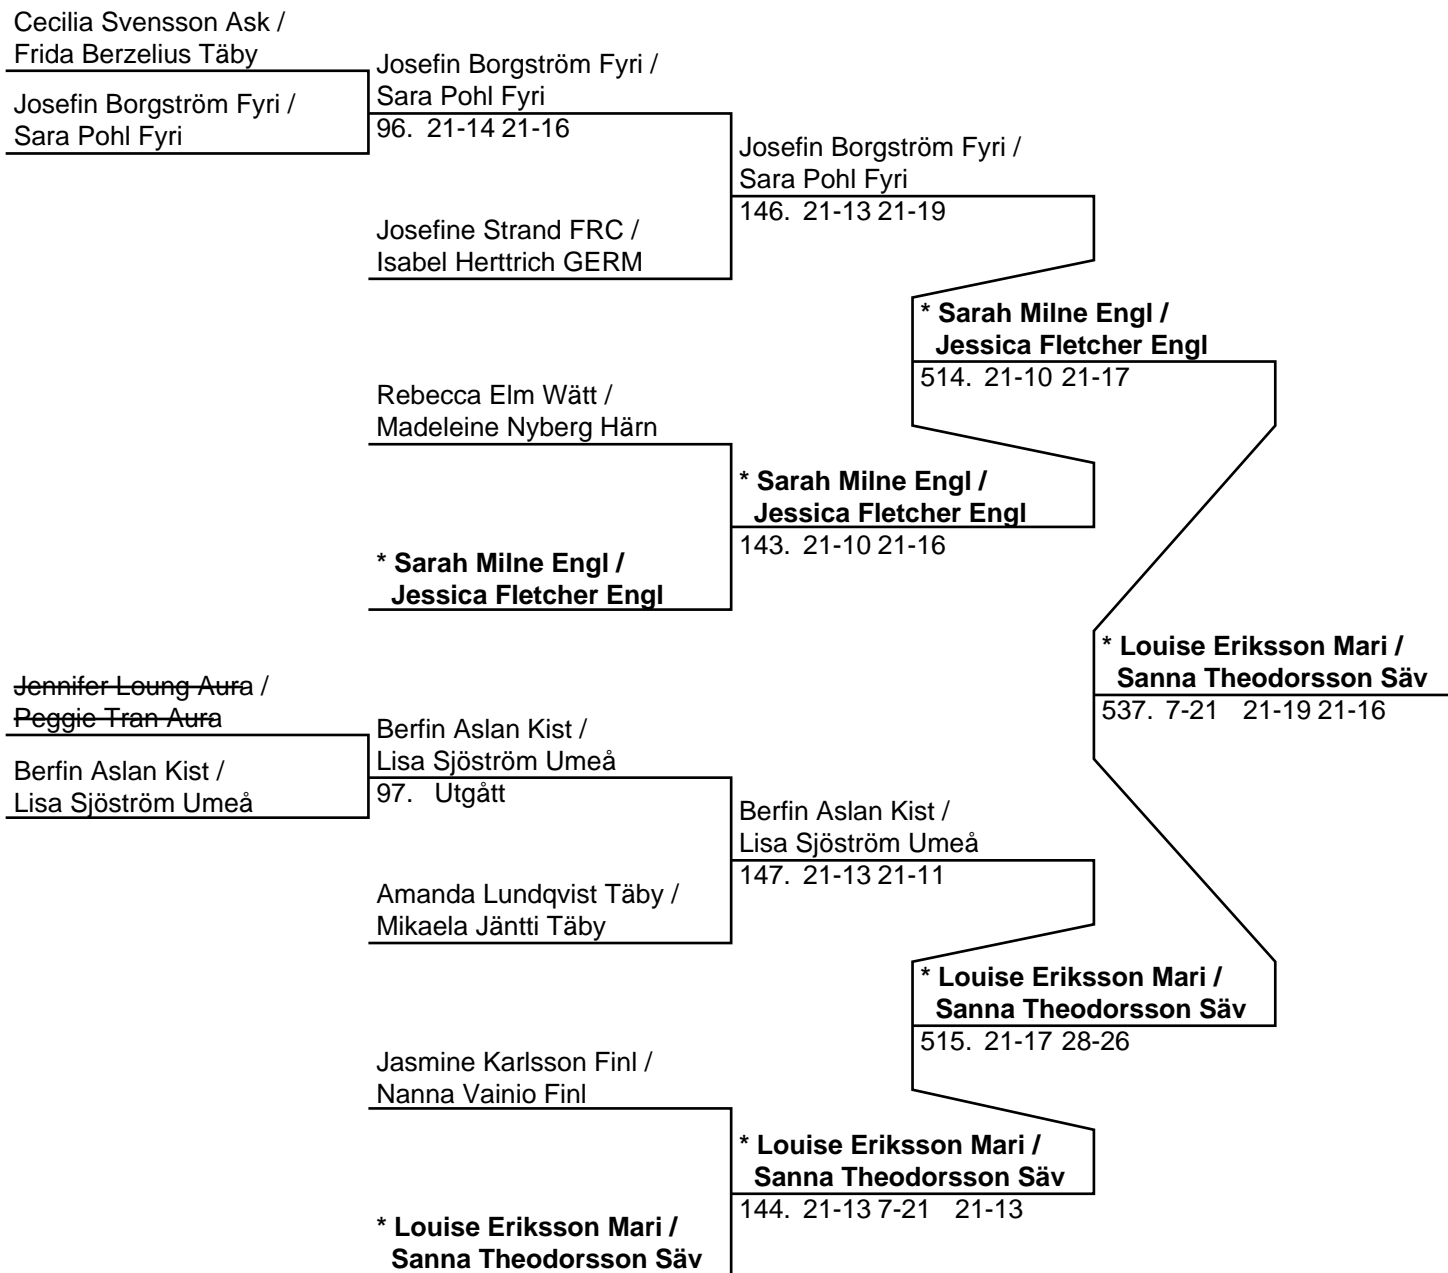 Cecilia Svensson Ask /
Frida Berzelius Täby
Josefin Borgström Fyri /
Sara Pohl Fyri
Josefin Borgström Fyri /
Sara Pohl Fyri
96. 21-14 21-16
Josefine Strand FRC /
Isabel Herttrich GERM
Josefin Borgström Fyri /
Sara Pohl Fyri
146. 21-13 21-19
Rebecca Elm Wätt /
Madeleine Nyberg Härn
* Sarah Milne Engl /
Jessica Fletcher Engl
* Sarah Milne Engl /
Jessica Fletcher Engl
143. 21-10 21-16
* Sarah Milne Engl /
Jessica Fletcher Engl
514. 21-10 21-17
Jennifer Loung Aura /
Peggie Tran Aura
Berfin Aslan Kist /
Lisa Sjöström Umeå
Berfin Aslan Kist /
Lisa Sjöström Umeå
97. Utgått
Amanda Lundqvist Täby /
Mikaela Jäntti Täby
Berfin Aslan Kist /
Lisa Sjöström Umeå
147. 21-13 21-11
Jasmine Karlsson Finl /
Nanna Vainio Finl
* Louise Eriksson Mari /
Sanna Theodorsson Säv
* Louise Eriksson Mari /
Sanna Theodorsson Säv
144. 21-13 7-21 21-13
* Louise Eriksson Mari /
Sanna Theodorsson Säv
515. 21-17 28-26
* Louise Eriksson Mari /
Sanna Theodorsson Säv
537. 7-21 21-19 21-16